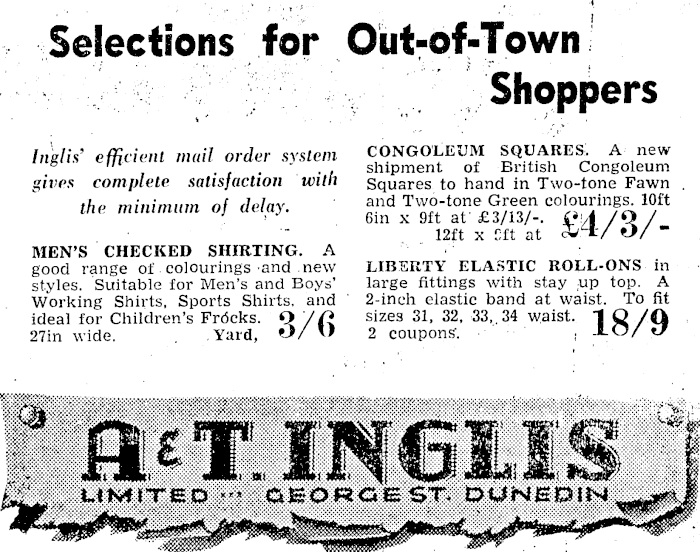 Selections for Out-of-Town
Shoppers
Inglis' efficient mail order system
gives complete satisfaction with
the minimum of delay.
MEN'S CHECKED SHIRTING. A
good range of colourings and new
styles. Suitable for Men's and Boys'
Working Shirts, Sports Shirts, and
ideal for Children's Frocks.
27in wide. Yard, 3/6
CONGOLEUM SQUARES. A new
shipment of British Congoleum
Squares to hand in Two-tone Fawn
and Two-tone Green colourings. 10ft
6in x 9ft at £3/13/-.
12ft x 9ft at £4/3/-
LIBERTY ELASTIC ROLL-ONS in
large fittings with stay up top. A
2-inch elastic band at waist. To fit
sizes 31, 32, 33, 34 waist.
2 coupons. 18/9
A & T. INGLIS
LIMITED ··· GEORGE ST. DUNEDIN